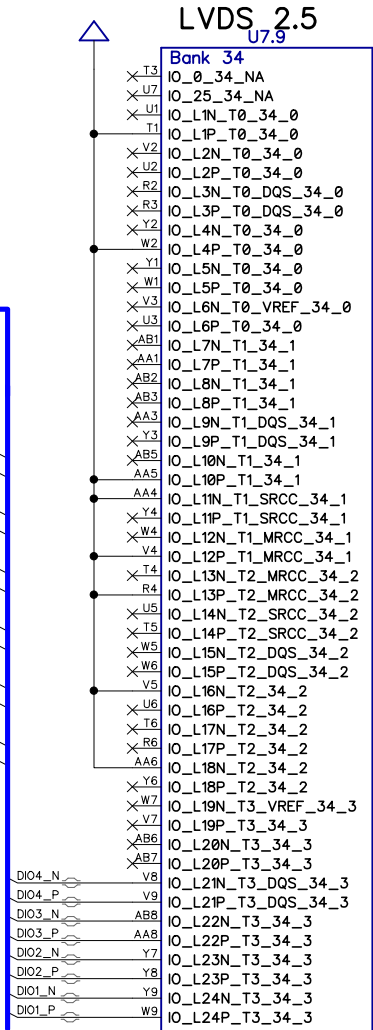 LVDS 2.5
U7.9
Bank 34
T3 IO_0_34_NA
U7 IO_25_34_NA
U1 IO_L1N_T0_34_0
T1 IO_L1P_T0_34_0
V2 IO_L2N_T0_34_0
U2 IO_L2P_T0_34_0
R2 IO_L3N_T0_DQS_34_0
R3 IO_L3P_T0_DQS_34_0
Y2 IO_L4N_T0_34_0
W2 IO_L4P_T0_34_0
Y1 IO_L5N_T0_34_0
W1 IO_L5P_T0_34_0
V3 IO_L6N_T0_VREF_34_0
U3 IO_L6P_T0_34_0
AB1 IO_L7N_T1_34_1
AA1 IO_L7P_T1_34_1
AB2 IO_L8N_T1_34_1
AB3 IO_L8P_T1_34_1
AA3 IO_L9N_T1_DQS_34_1
Y3 IO_L9P_T1_DQS_34_1
AB5 IO_L10N_T1_34_1
AA5 IO_L10P_T1_34_1
AA4 IO_L11N_T1_SRCC_34_1
Y4 IO_L11P_T1_SRCC_34_1
W4 IO_L12N_T1_MRCC_34_1
V4 IO_L12P_T1_MRCC_34_1
T4 IO_L13N_T2_MRCC_34_2
R4 IO_L13P_T2_MRCC_34_2
U5 IO_L14N_T2_SRCC_34_2
T5 IO_L14P_T2_SRCC_34_2
W5 IO_L15N_T2_DQS_34_2
W6 IO_L15P_T2_DQS_34_2
V5 IO_L16N_T2_34_2
U6 IO_L16P_T2_34_2
T6 IO_L17N_T2_34_2
R6 IO_L17P_T2_34_2
AA6 IO_L18N_T2_34_2
Y6 IO_L18P_T2_34_2
W7 IO_L19N_T3_VREF_34_3
V7 IO_L19P_T3_34_3
AB6 IO_L20N_T3_34_3
AB7 IO_L20P_T3_34_3
DIO4_N V8 IO_L21N_T3_DQS_34_3
DIO4_P V9 IO_L21P_T3_DQS_34_3
DIO3_N AB8 IO_L22N_T3_34_3
DIO3_P AA8 IO_L22P_T3_34_3
DIO2_N Y7 IO_L23N_T3_34_3
DIO2_P Y8 IO_L23P_T3_34_3
DIO1_N Y9 IO_L24N_T3_34_3
DIO1_P W9 IO_L24P_T3_34_3